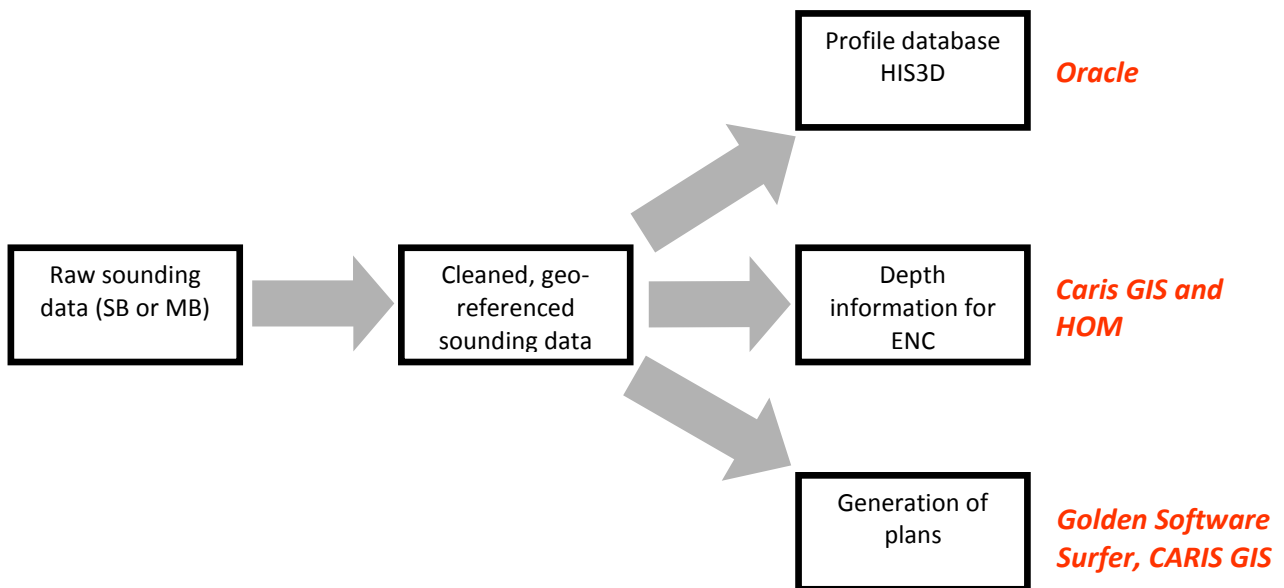 Profile database
HIS3D
Oracle
Raw sounding
data (SB or MB)
Cleaned, geo-
referenced
sounding data
Depth
information for
ENC
Caris GIS and
HOM
Generation of
plans
Golden Software
Surfer, CARIS GIS